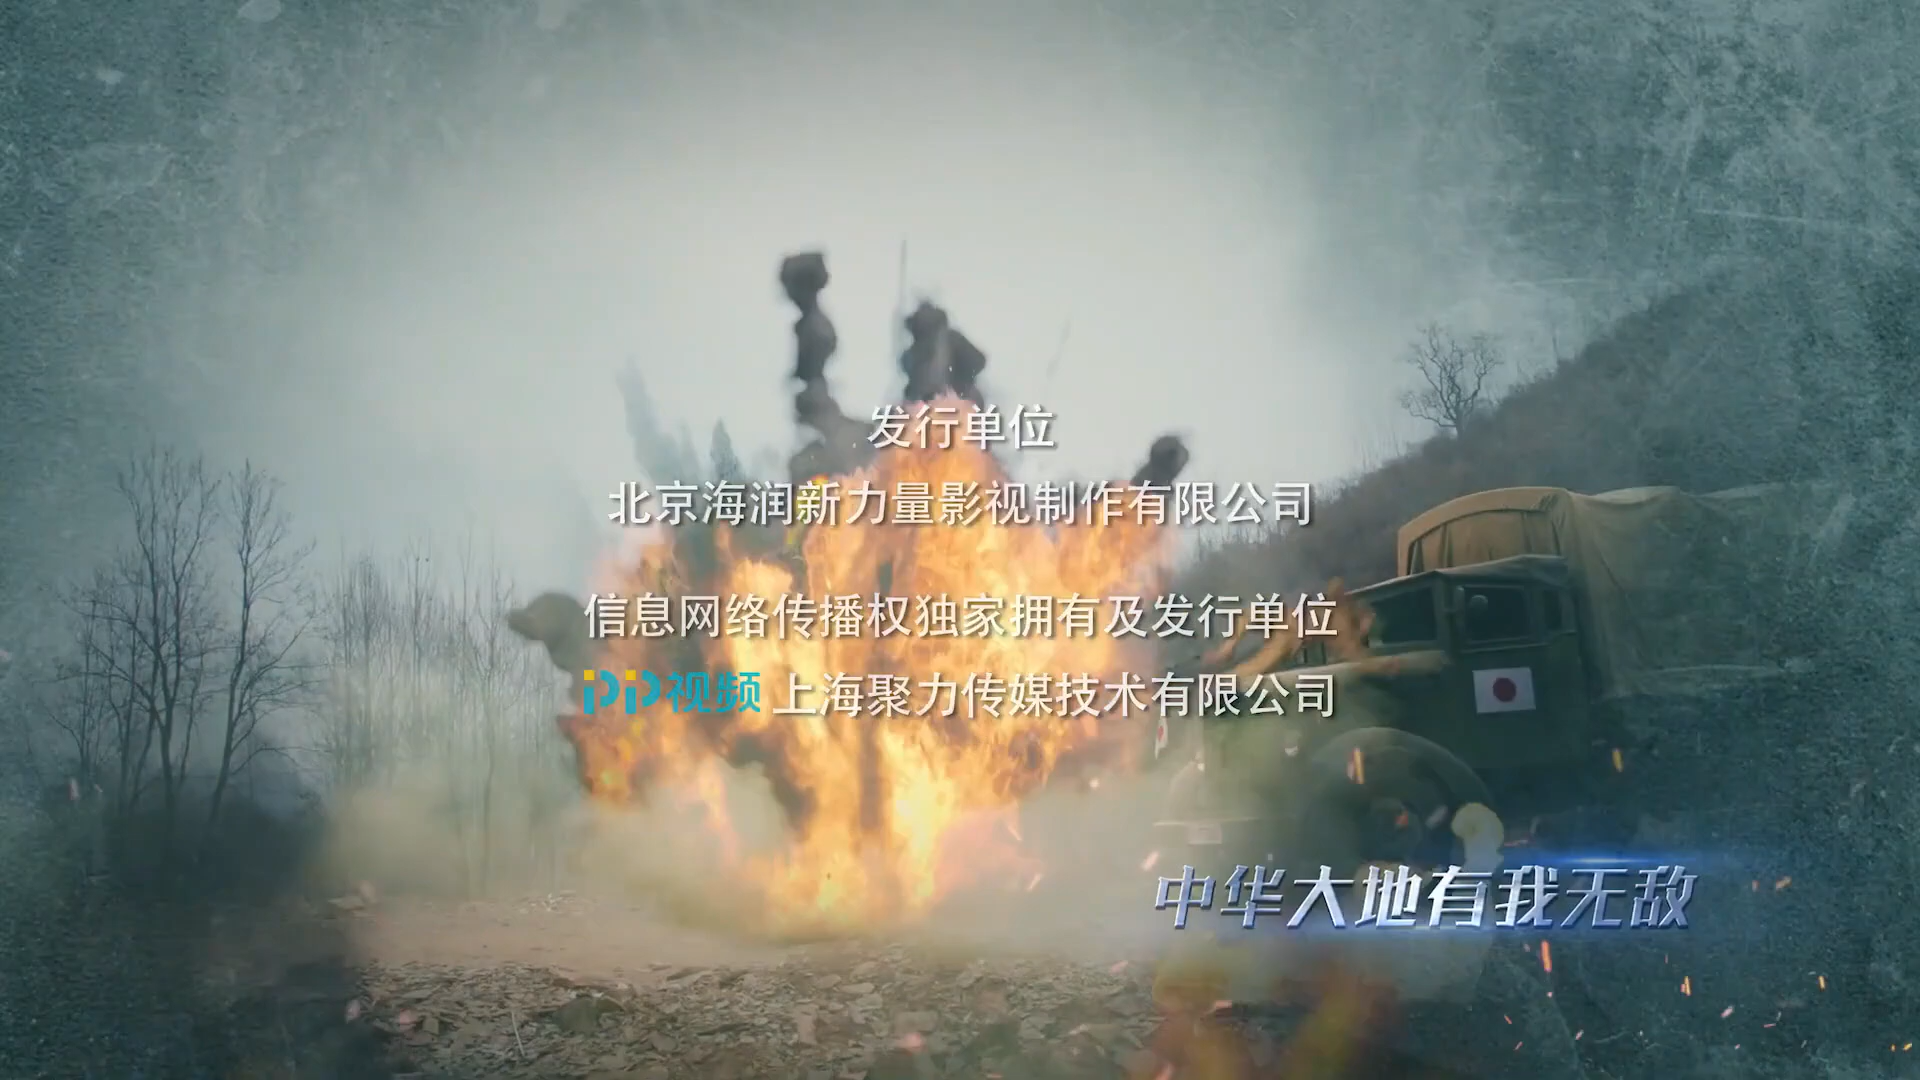 发行单位
北京海润新力量影视制作有限公司
信息网络传播权独家拥有及发行单位
PP视频 上海聚力传媒技术有限公司
中华大地有我无敌